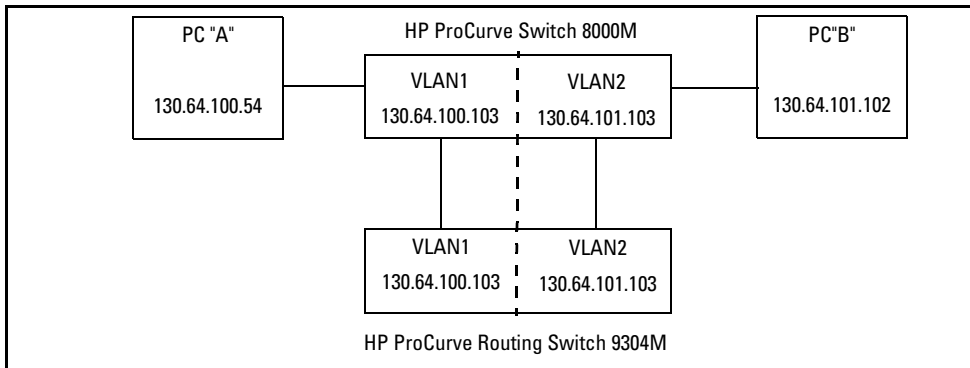 PC "A"
HP ProCurve Switch 8000M
PC"B"
VLAN1
VLAN2
130.64.100.54
130.64.100.103
130.64.101.103
130.64.101.102
VLAN1
VLAN2
130.64.100.103
130.64.101.103
HP ProCurve Routing Switch 9304M